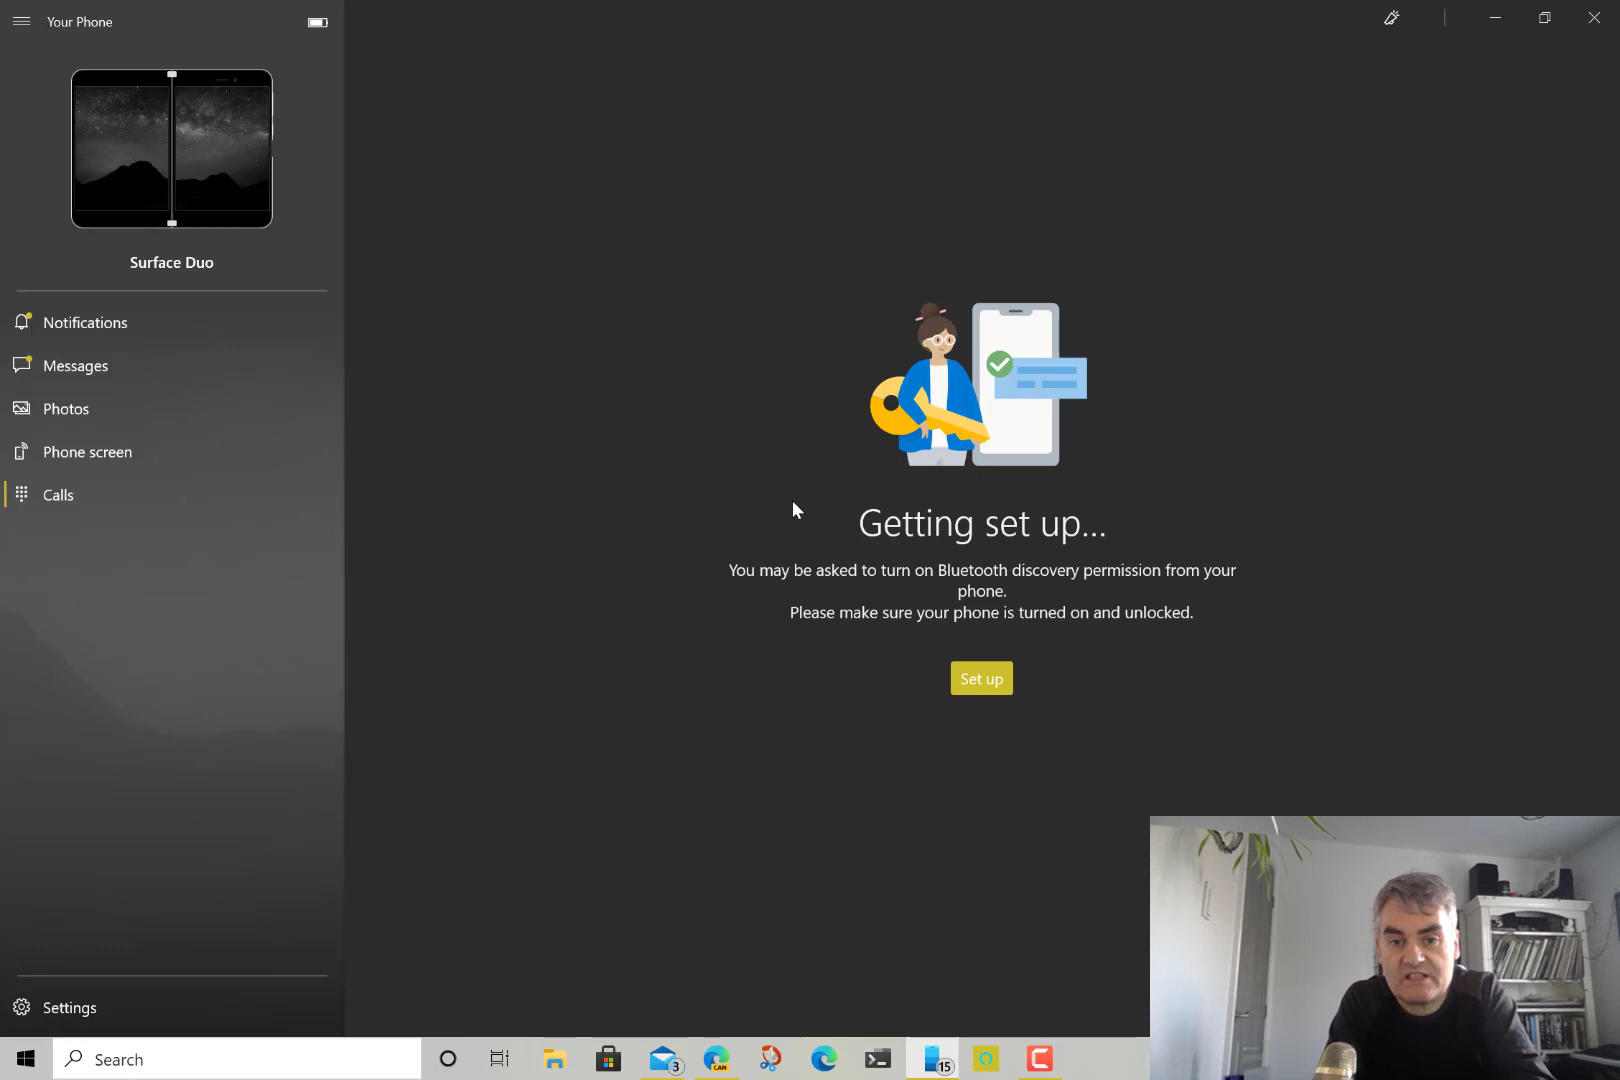 Your Phone
Surface Duo
Notifications
Messages
Photos
Phone screen
Calls
Getting set up...
You may be asked to turn on Bluetooth discovery permission from your
phone.
Please make sure your phone is turned on and unlocked.
Set up
Settings
Search
3
CAN
15